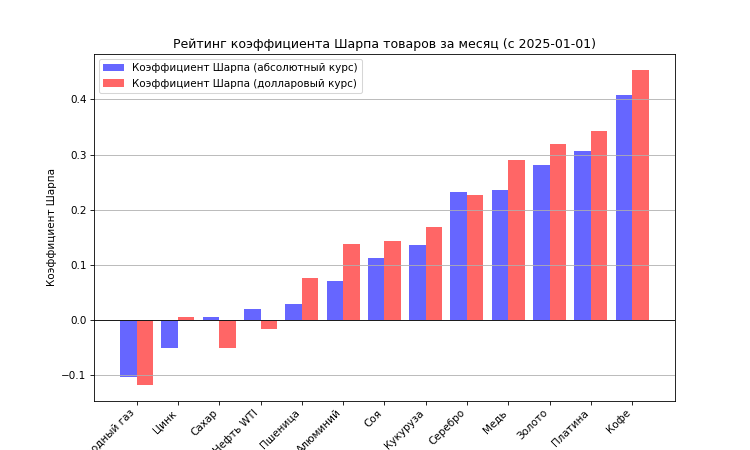 Рейтинг коэффициента Шарпа товаров за месяц (с 2025-01-01)
Коэффициент Шарпа (абсолютный курс)
Коэффициент Шарпа (долларовый курс)
Коэффициент Шарпа
0.4
0.3
0.2
0.1
0.0
−0.1
газ
Цинк
Сахар
Нефть WTI
Пшеница
Алюминий
Соя
Кукуруза
Серебро
Медь
Золото
Платина
Кофе